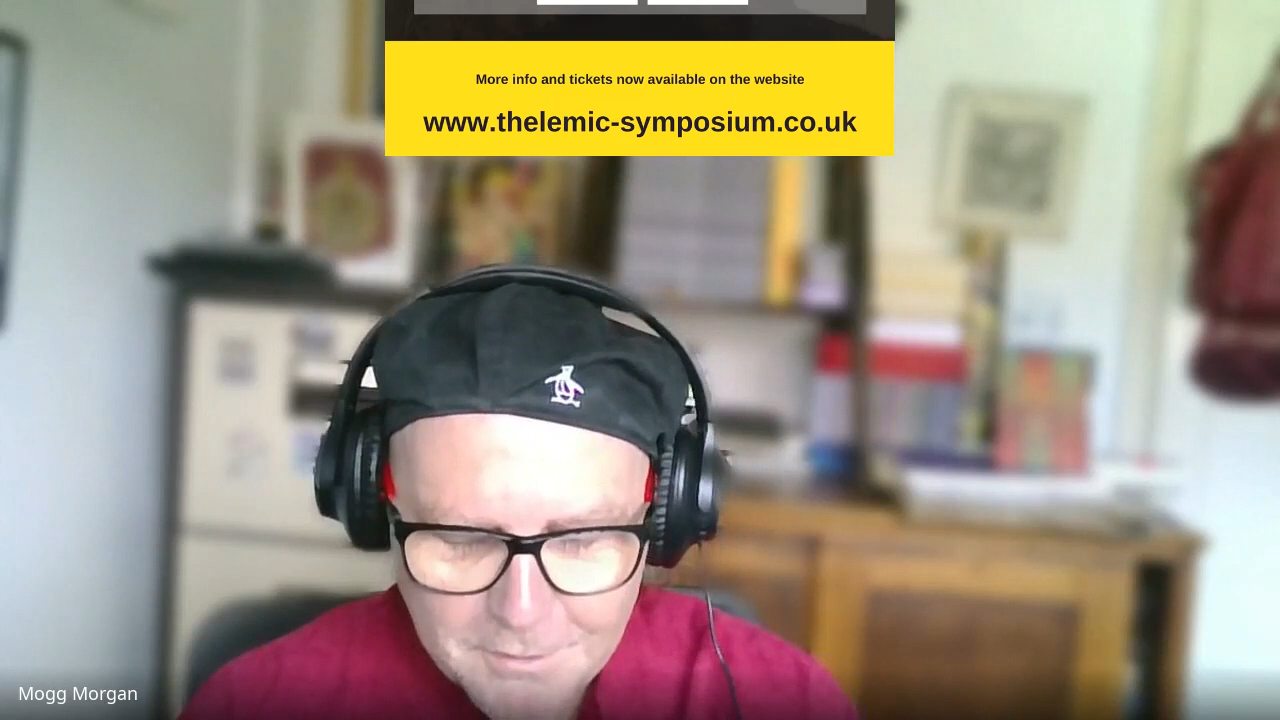 More info and tickets now available on the website
www.thelemic-symposium.co.uk
Mogg Morgan